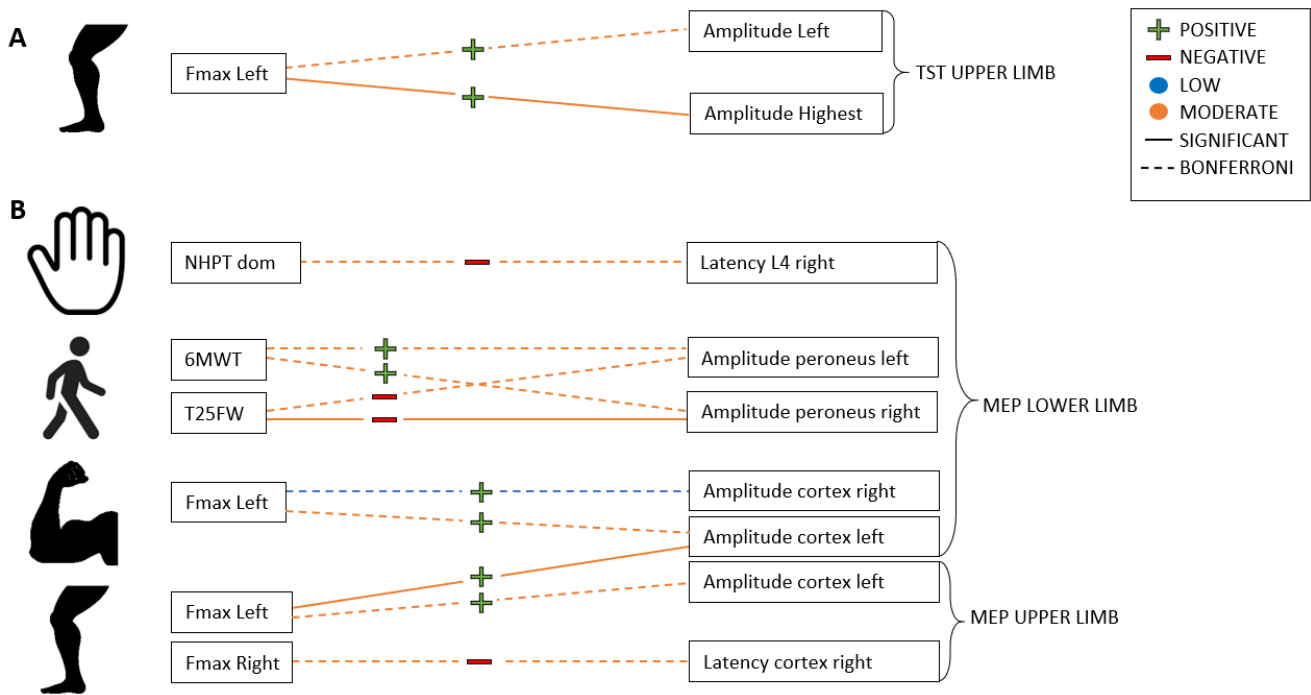 A
Fmax Left
Amplitude Left
Amplitude Highest
TST UPPER LIMB
POSITIVE
NEGATIVE
LOW
MODERATE
SIGNIFICANT
BONFERRONI
B
NHPT dom
Latency L4 right
6MWT
T25FW
Amplitude peroneus left
Amplitude peroneus right
MEP LOWER LIMB
Fmax Left
Amplitude cortex right
Amplitude cortex left
Fmax Left
Amplitude cortex left
MEP UPPER LIMB
Fmax Right
Latency cortex right